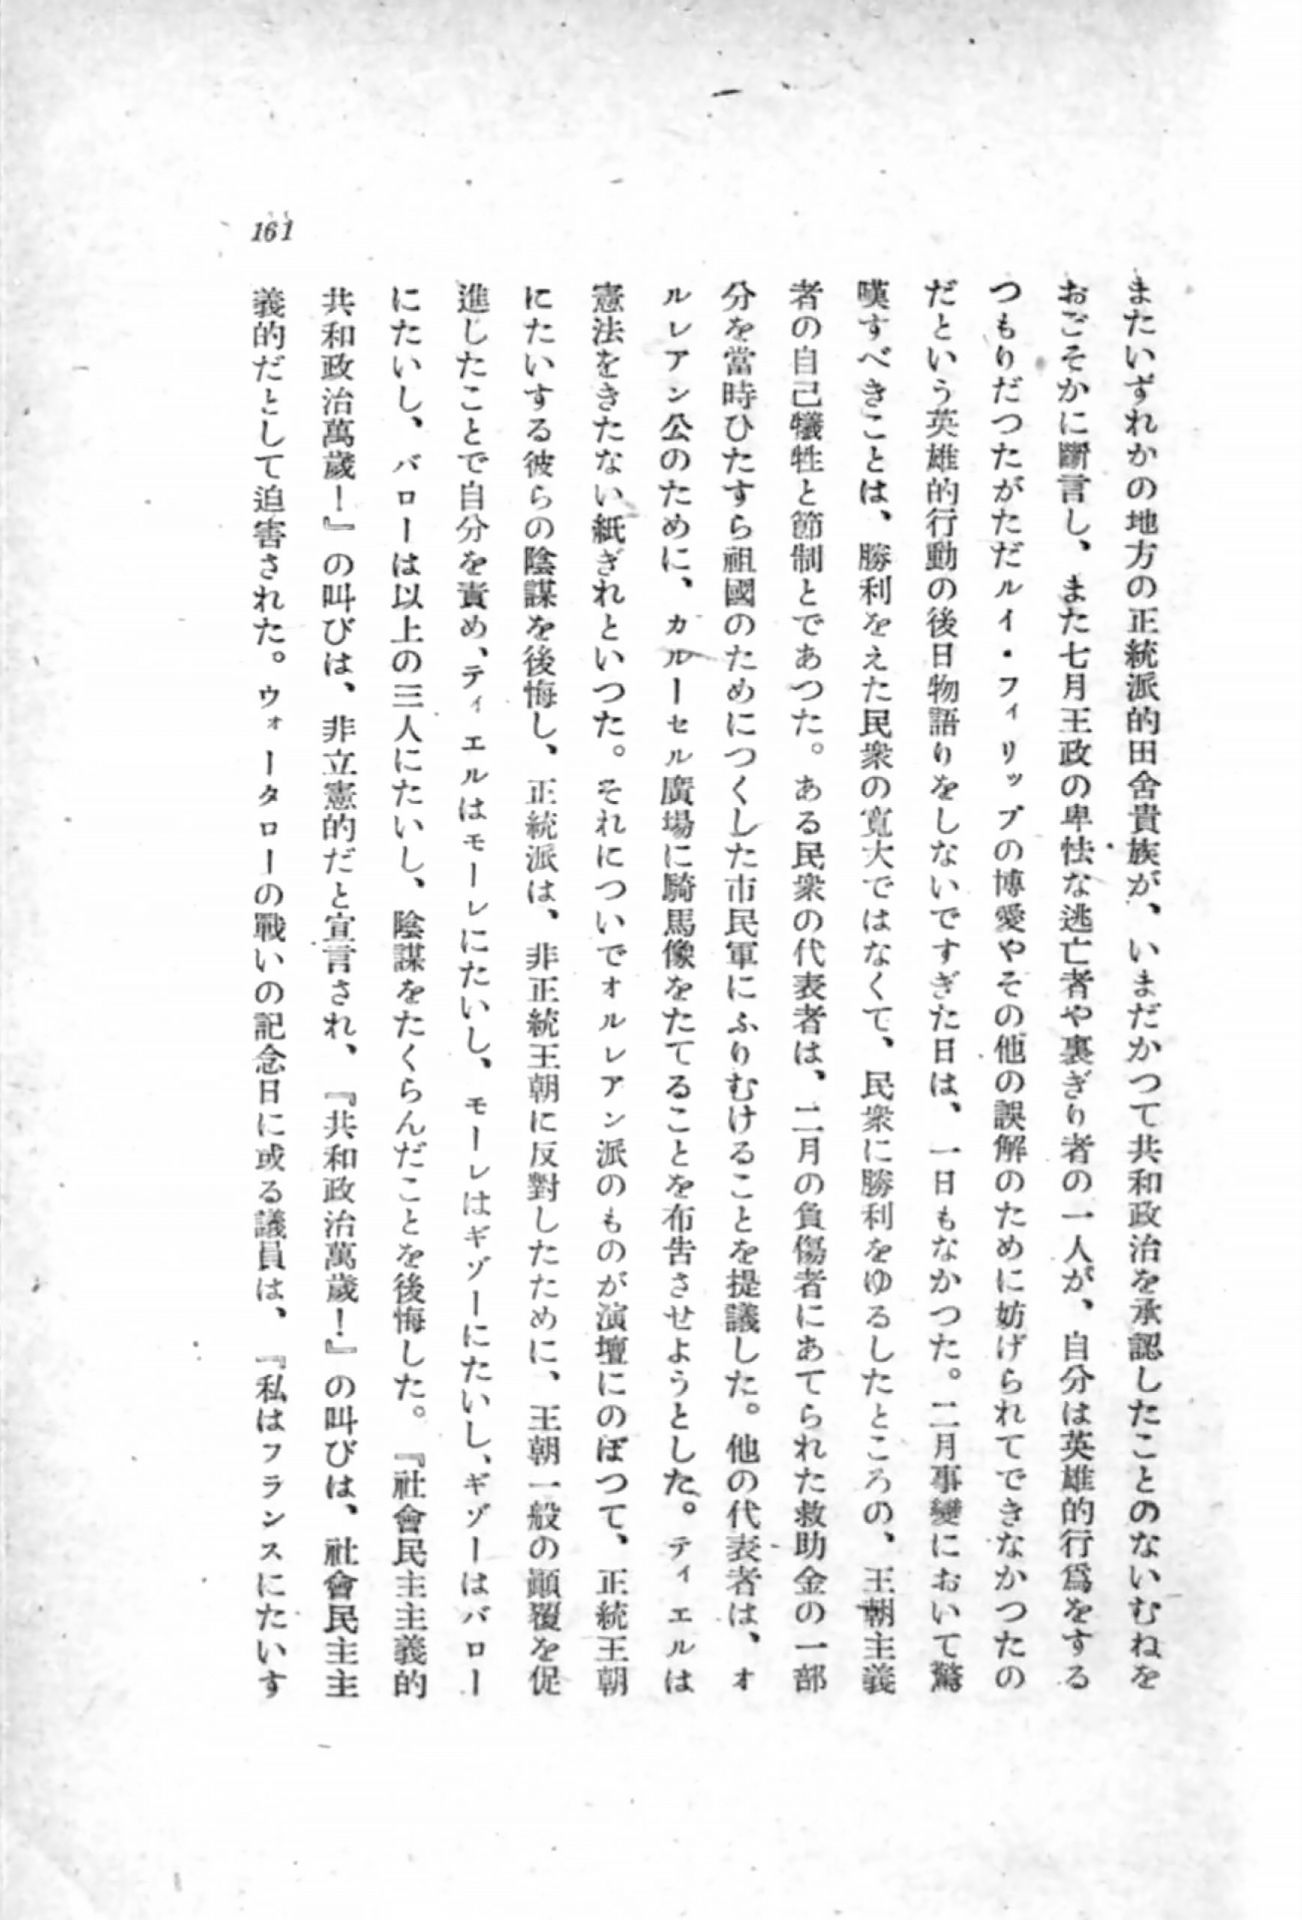 またいずれかの地方の正統派的田舎貴族が、いまだかつて共和政治を承認したことのないむねを
おごそかに斷言し、また七月王政の卑怯な逃亡者や裏ぎり者の一人が、自分は英雄的行爲をする
つもりだつたがただルイ・フィリップの博愛やその他の誤解のために妨げられてできなかつたの
だという英雄的行動の後日物語りをしないですぎた日は、一日もなかつた。二月事變において驚
嘆すべきことは、勝利をえた民衆の寬大ではなくて、民衆に勝利をゆるしたところの、王朝主義
者の自己犠牲と節制とであつた。ある民衆の代表者は、二月の負傷者にあてられた救助金の一部
分を當時ひたすら祖國のためにつくした市民軍にふりむけることを提議した。他の代表者は、オ
ルレアン公のために、カルーセル廣場に騎馬像をたてることを布告させようとした。ティエルは
憲法をきたない紙ぎれといつた。それについでオルレアン派のものが演壇にのぼつて、正統王朝
にたいする彼らの陰謀を後悔し、正統派は、非正統王朝に反對したために、王朝一般の顚覆を促
進したことで自分を責め、ティエルはモーレにたいし、モーレはギゾーにたいし、ギゾーはバロー
にたいし、バローは以上の三人にたいし、陰謀をたくらんだことを後悔した。『社會民主主義的
共和政治萬歲！』の叫びは、非立憲的だと宣言され、『共和政治萬歲！』の叫びは、社會民主主
義的だとして迫害された。ウォータローの戰いの記念日に或る議員は、『私はフランスにたいす
161